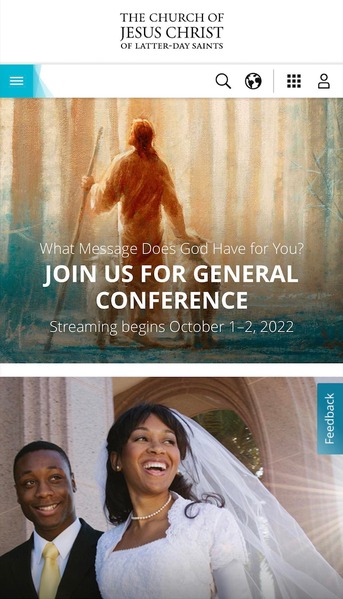 THE CHURCH OF
JESUS CHRIST
OF LATTER-DAY SAINTS
What Message Does God Have for You?
JOIN US FOR GENERAL
CONFERENCE
Streaming begins October 1–2, 2022
Feedback